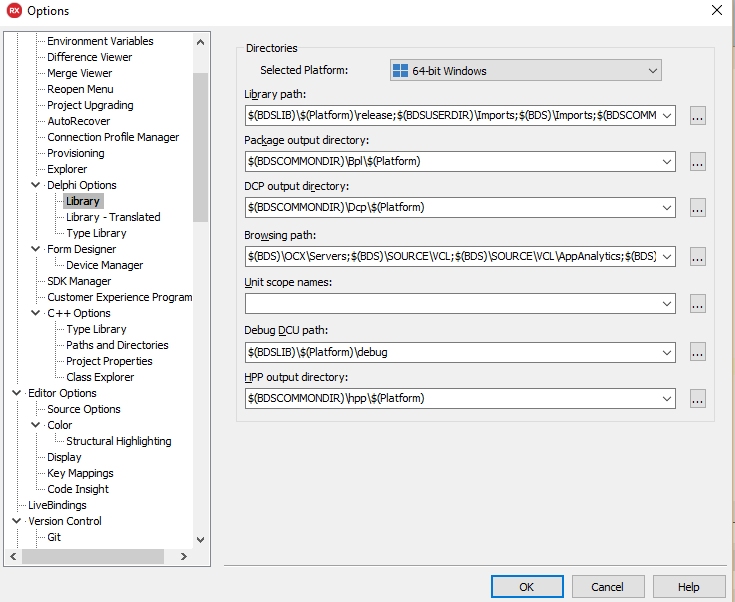 RX Options
Environment Variables
Difference Viewer
Merge Viewer
Reopen Menu
Project Upgrading
AutoRecover
Connection Profile Manager
Provisioning
Explorer
Delphi Options
Library
Library - Translated
Type Library
Form Designer
Device Manager
SDK Manager
Customer Experience Program
C++ Options
Type Library
Paths and Directories
Project Properties
Class Explorer
Editor Options
Source Options
Color
Structural Highlighting
Display
Key Mappings
Code Insight
LiveBindings
Version Control
Git
Directories
Selected Platform: 64-bit Windows
Library path:
$(BDSLIB)\$(Platform)\release;$(BDSUSERDIR)\Imports;$(BDS)\Imports;$(BDSCOMM ...
Package output directory:
$(BDSCOMMONDIR)\Bpl\$(Platform) ...
DCP output directory:
$(BDSCOMMONDIR)\Dcp\$(Platform) ...
Browsing path:
$(BDS)\OCX\Servers;$(BDS)\SOURCE\VCL;$(BDS)\SOURCE\VCL\AppAnalytics;$(BDS) ...
Unit scope names:
...
Debug DCU path:
$(BDSLIB)\$(Platform)\debug ...
HPP output directory:
$(BDSCOMMONDIR)\hpp\$(Platform) ...
OK Cancel Help